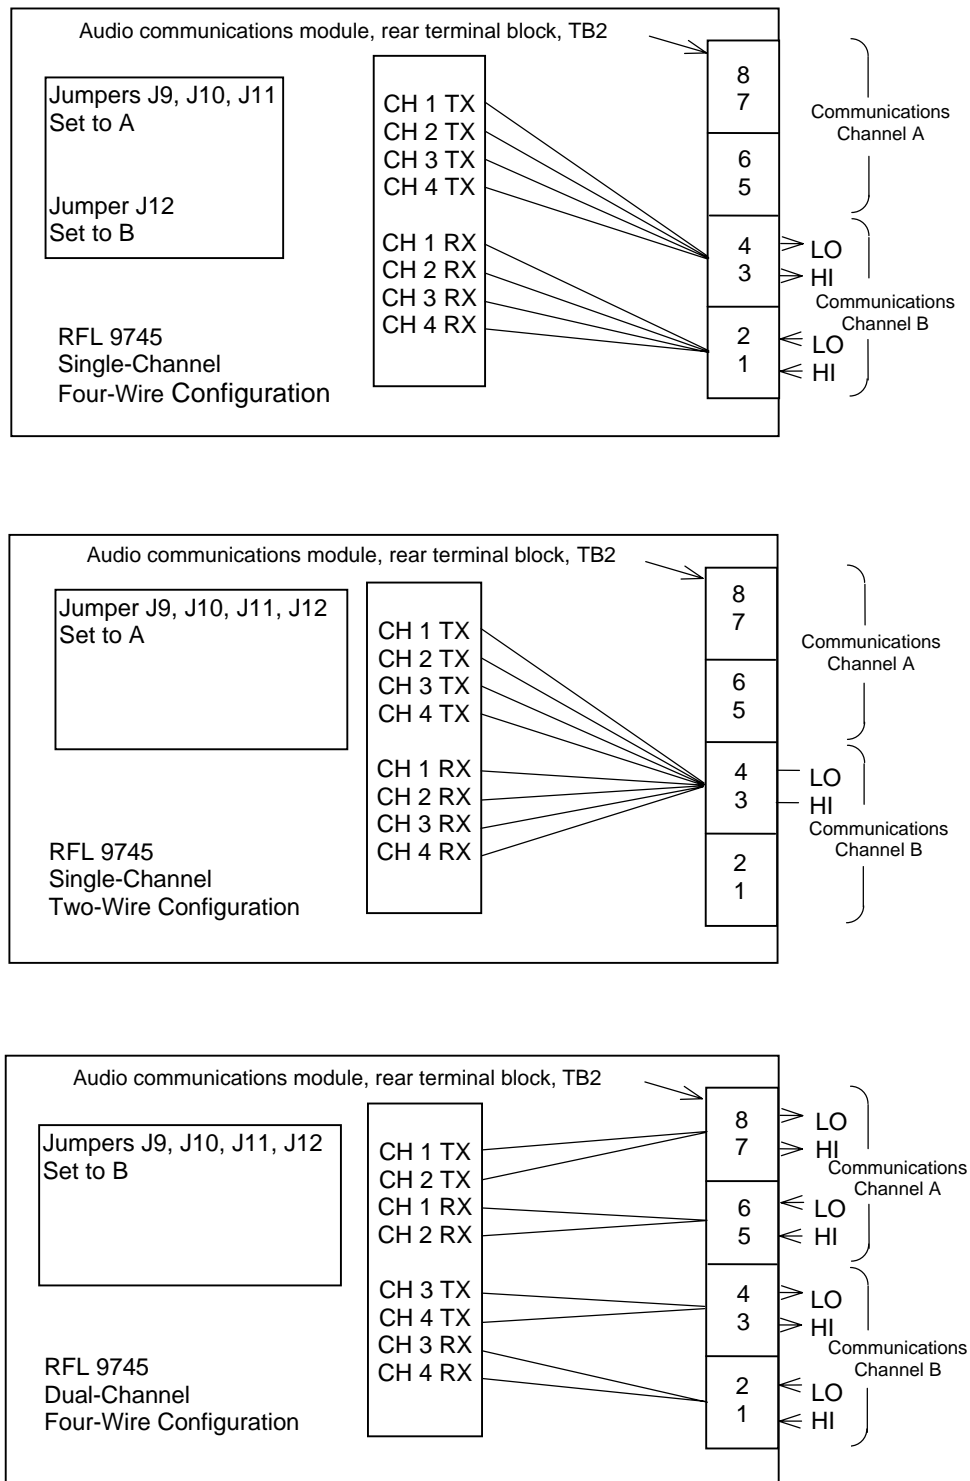 Audio communications module, rear terminal block, TB2
Jumpers J9, J10, J11
Set to A
Jumper J12
Set to B
RFL 9745
Single-Channel
Four-Wire Configuration
CH 1 TX
CH 2 TX
CH 3 TX
CH 4 TX
CH 1 RX
CH 2 RX
CH 3 RX
CH 4 RX
8
7
6
5
4
3
2
1
LO
HI
LO
HI
Communications
Channel A
Communications
Channel B
Audio communications module, rear terminal block, TB2
Jumper J9, J10, J11, J12
Set to A
RFL 9745
Single-Channel
Two-Wire Configuration
CH 1 TX
CH 2 TX
CH 3 TX
CH 4 TX
CH 1 RX
CH 2 RX
CH 3 RX
CH 4 RX
8
7
6
5
4
3
2
1
LO
HI
Communications
Channel A
Communications
Channel B
Audio communications module, rear terminal block, TB2
Jumpers J9, J10, J11, J12
Set to B
RFL 9745
Dual-Channel
Four-Wire Configuration
CH 1 TX
CH 2 TX
CH 1 RX
CH 2 RX
CH 3 TX
CH 4 TX
CH 3 RX
CH 4 RX
8
7
6
5
4
3
2
1
LO
HI
LO
HI
LO
HI
LO
HI
Communications
Channel A
Communications
Channel B